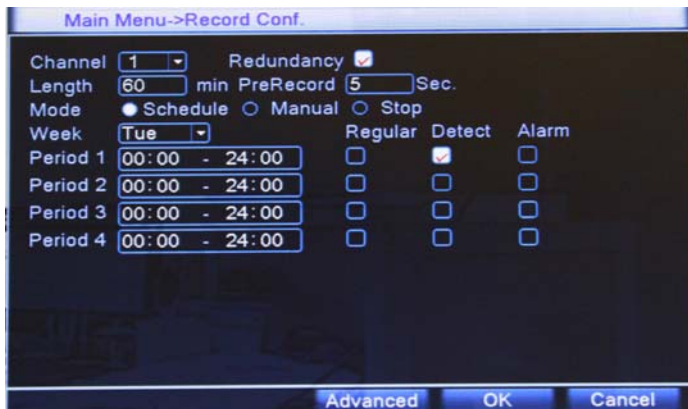 Main Menu->Record Conf.
Channel 1 Redundancy
Length 60 min PreRecord 5 Sec.
Mode Schedule Manual Stop
Week Tue Regular Detect Alarm
Period 1 00:00 - 24:00
Period 2 00:00 - 24:00
Period 3 00:00 - 24:00
Period 4 00:00 - 24:00
Advanced OK Cancel